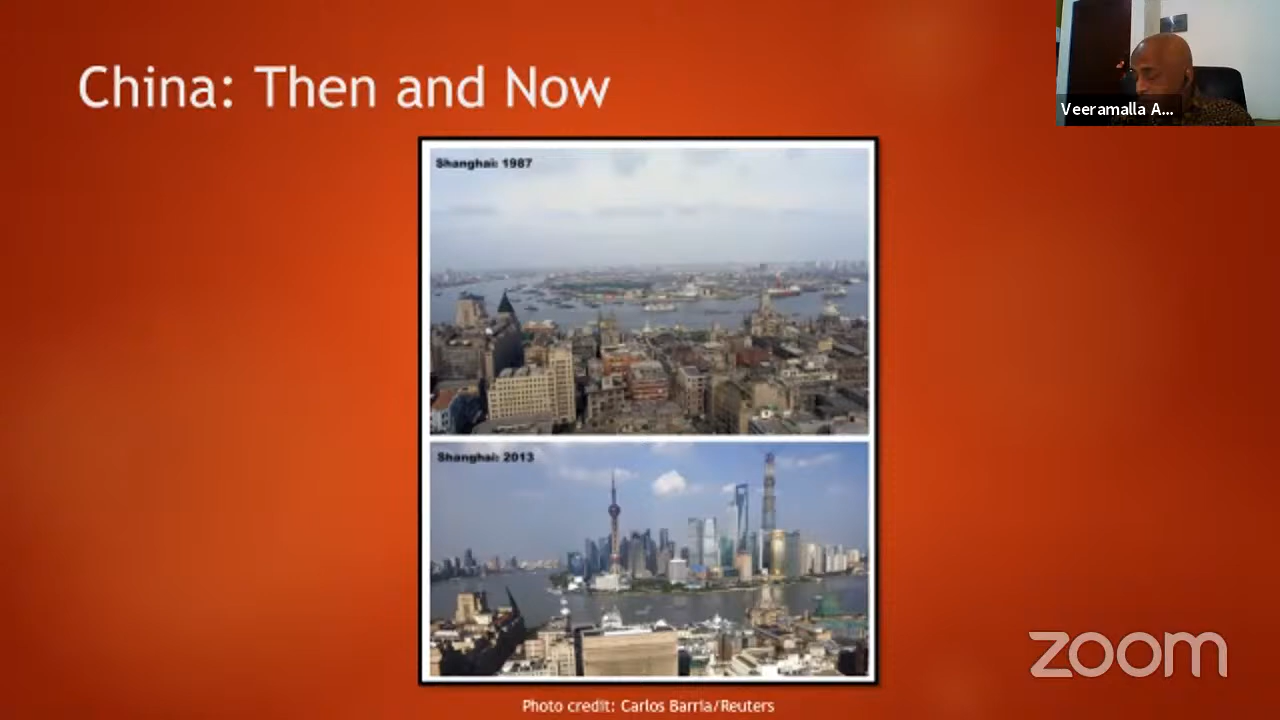 China: Then and Now
Veeramalla A...
Shanghai: 1987
Shanghai: 2013
zoom
Photo credit: Carlos Barria/Reuters